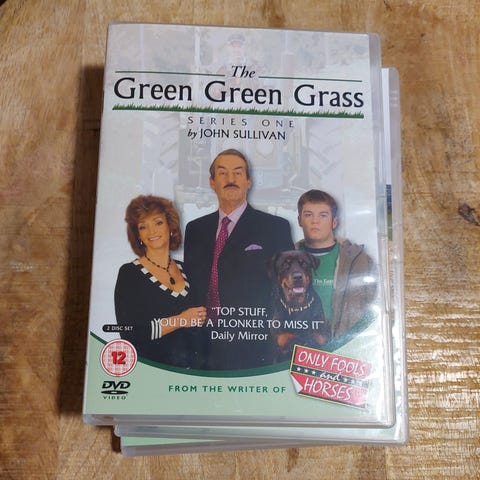 The
Green Green Grass
SERIES ONE
by JOHN SULLIVAN
"TOP STUFF,
YOU'D BE A PLONKER TO MISS IT"
Daily Mirror
2 DISC SET
12
DVD
VIDEO
FROM THE WRITER OF
ONLY FOOLS
and
HORSES